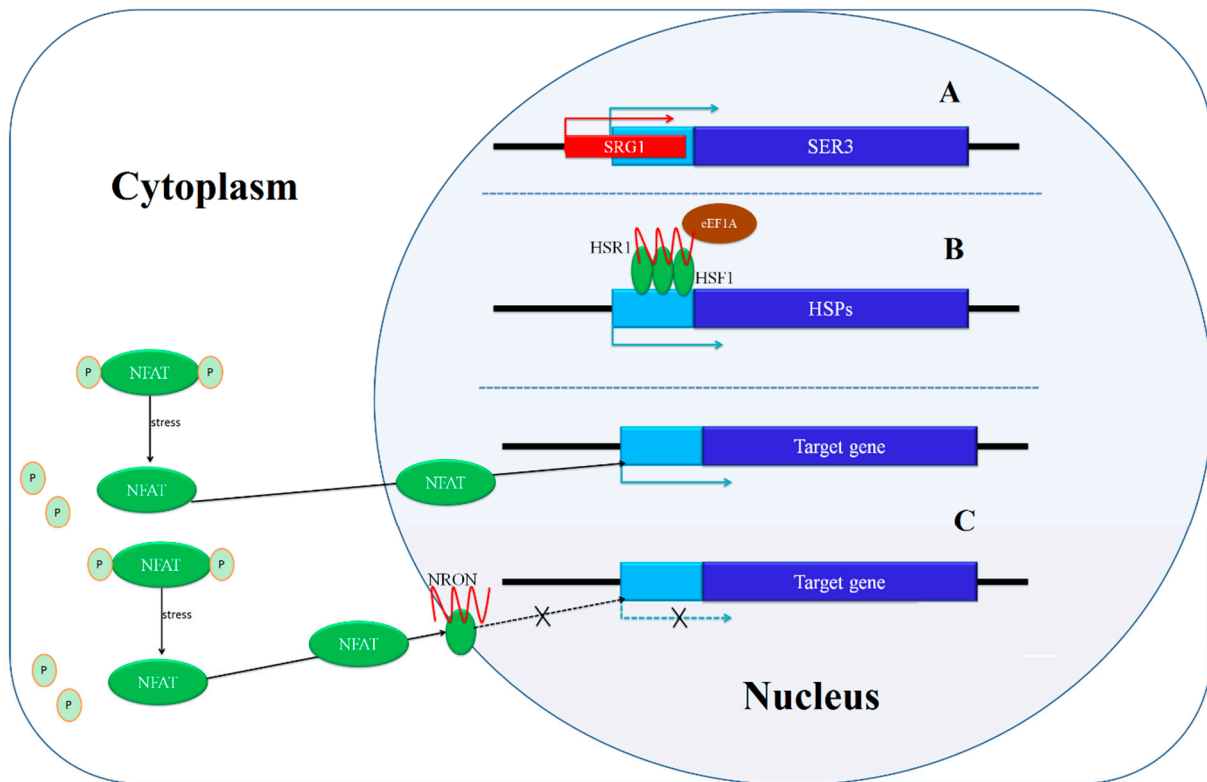 A
SRG1
SER3
Cytoplasm
eEF1A
HSR1
B
HSF1
HSPs
P
NFAT
P
stress
Target gene
P
NFAT
NFAT
P
C
P
NFAT
P
NRON
Target gene
stress
NFAT
P
NFAT
P
Nucleus